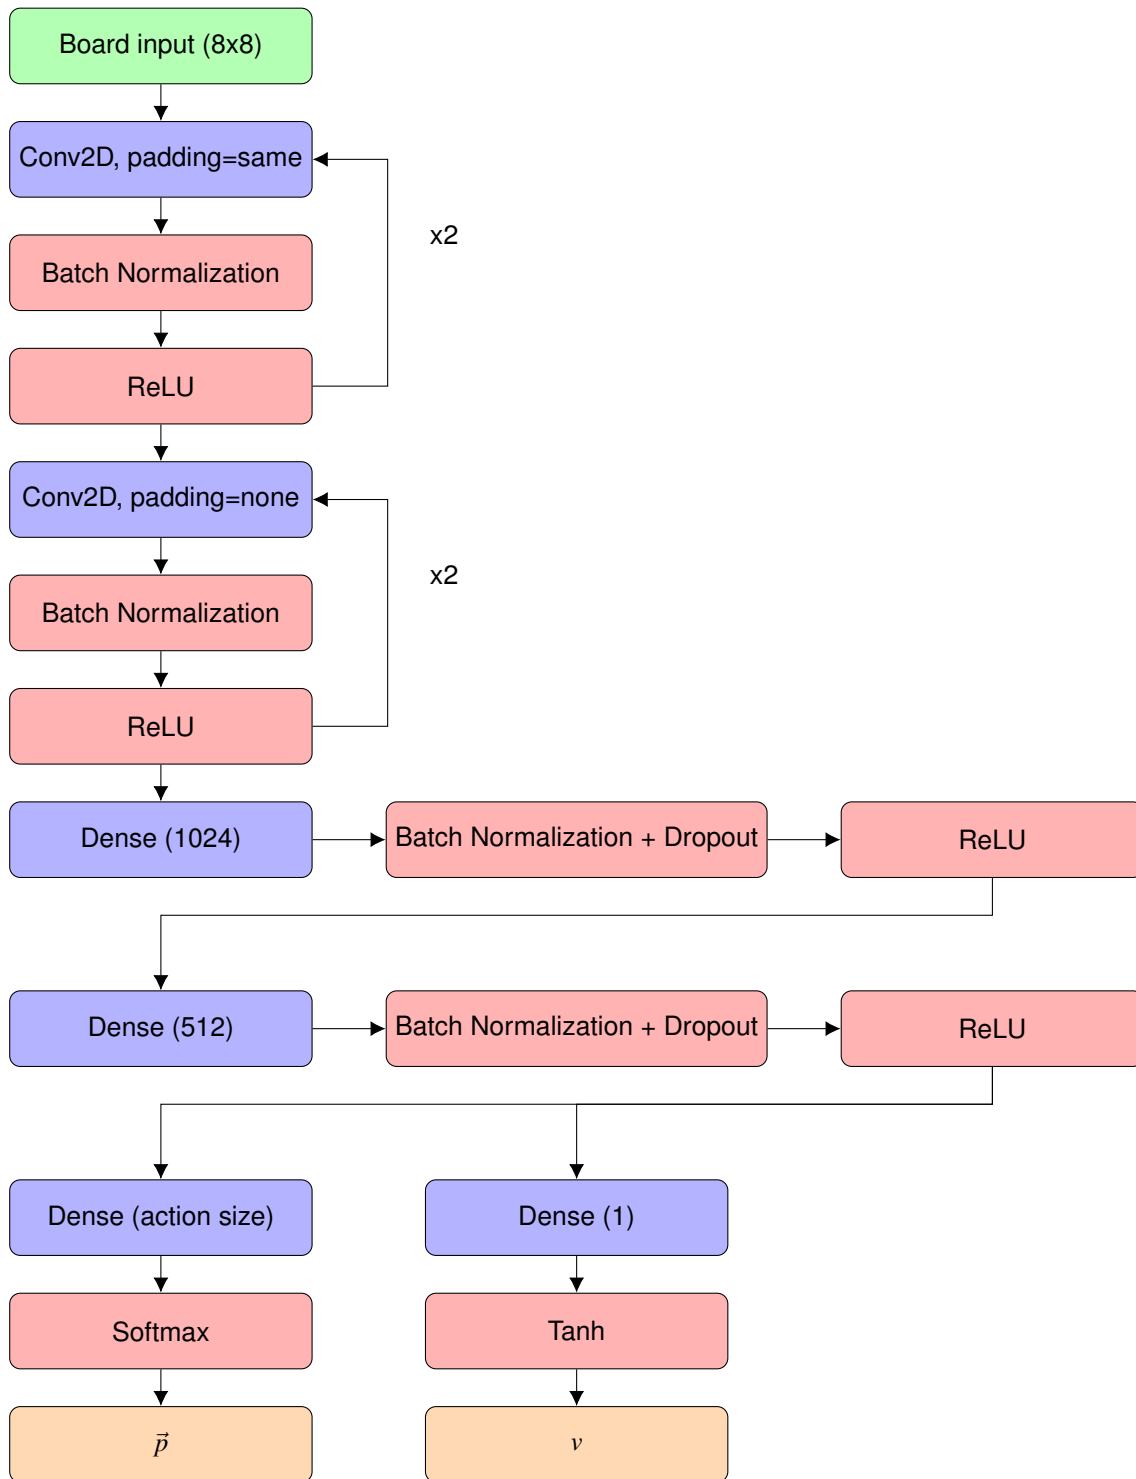 Board input (8x8)
Conv2D, padding=same
x2
Batch Normalization
ReLU
Conv2D, padding=none
x2
Batch Normalization
ReLU
Dense (1024)
Batch Normalization + Dropout
ReLU
Dense (512)
Batch Normalization + Dropout
ReLU
Dense (action size)
Dense (1)
Softmax
Tanh
p⃗
v